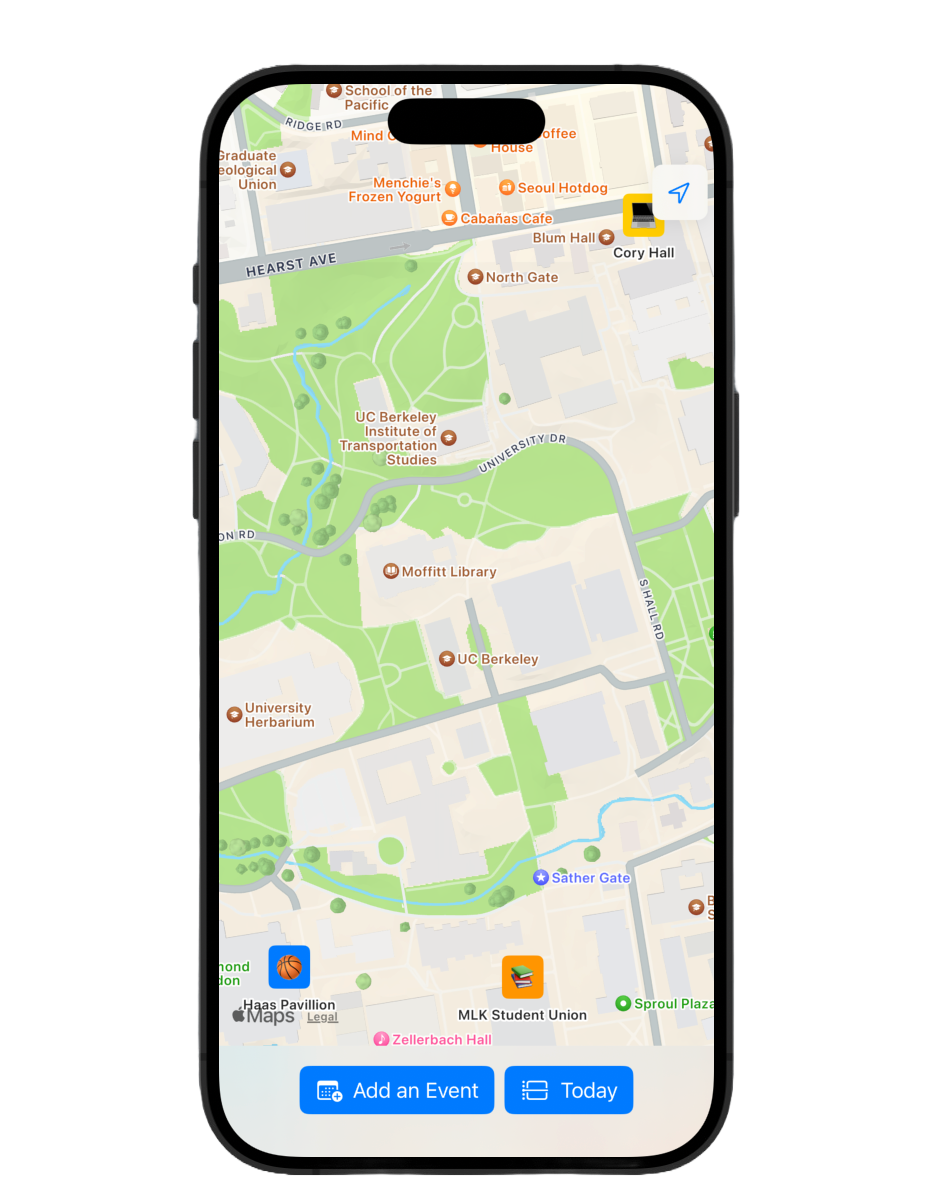 School of the
Pacific
RIDGE RD
Mind
offee
House
Graduate
eological
Union
Menchie's
Frozen Yogurt
Seoul Hotdog
Cabañas Cafe
Blum Hall
Cory Hall
HEARST AVE
North Gate
UC Berkeley
Institute of
Transportation
Studies
UNIVERSITY DR
ON RD
Moffitt Library
S HALL RD
UC Berkeley
University
Herbarium
Sather Gate
B
S
mond
don
Haas Pavillion
Maps Legal
MLK Student Union
Sproul Plaza
Zellerbach Hall
Add an Event
Today